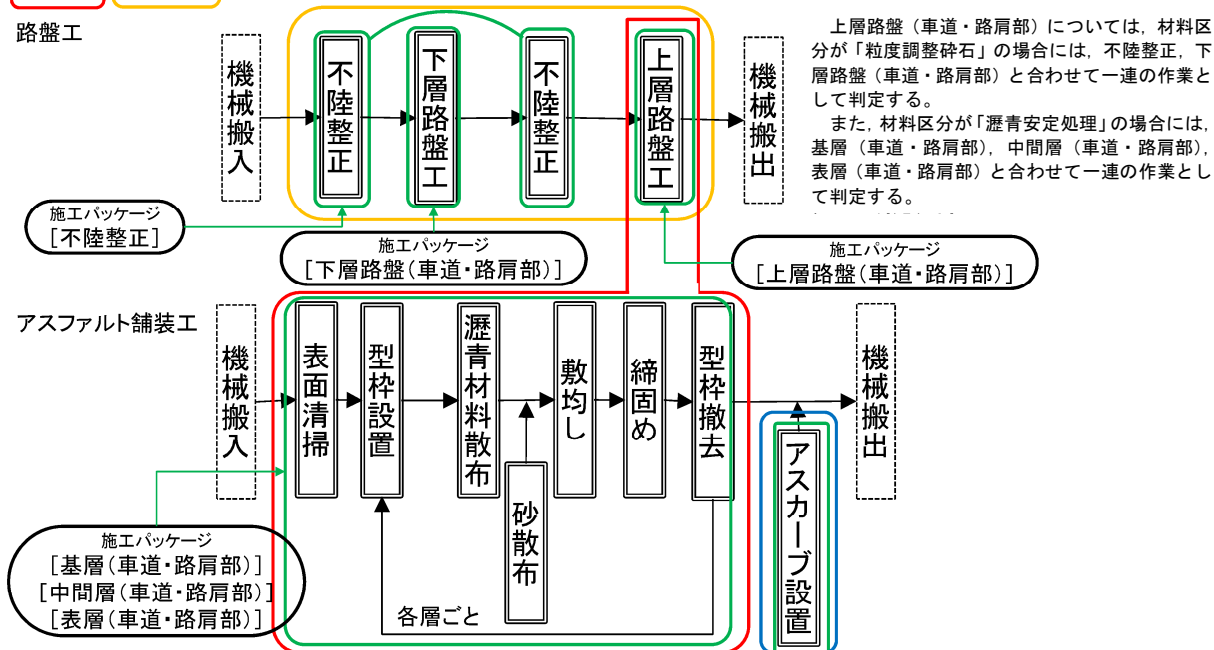 路盤工
機械搬入
不陸整正
下層路盤工
不陸整正
上層路盤工
機械搬出
上層路盤（車道・路肩部）については，材料区
分が「粒度調整砕石」の場合には，不陸整正，下
層路盤（車道・路肩部）と合わせて一連の作業と
して判定する。
また，材料区分が「瀝青安定処理」の場合には，
基層（車道・路肩部），中間層（車道・路肩部），
表層（車道・路肩部）と合わせて一連の作業とし
て判定する。
施工パッケージ
［不陸整正］
施工パッケージ
［下層路盤(車道・路肩部)］
施工パッケージ
［上層路盤(車道・路肩部)］
アスファルト舗装工
機械搬入
表面清掃
型枠設置
瀝青材料散布
砂散布
敷均し
締固め
型枠撤去
アスカーブ設置
機械搬出
施工パッケージ
［基層(車道・路肩部)］
［中間層(車道・路肩部)］
［表層(車道・路肩部)］
各層ごと